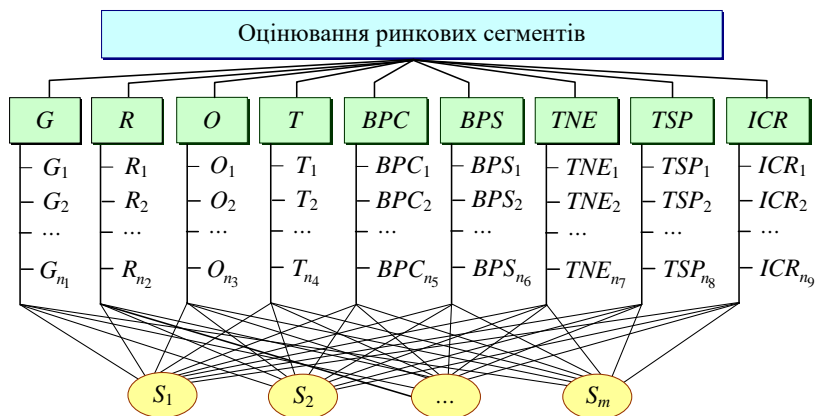 Оцінювання ринкових сегментів
G R O T BPC BPS TNE TSP ICR
G₁ R₁ O₁ T₁ BPC₁ BPS₁ TNE₁ TSP₁ ICR₁
G₂ R₂ O₂ T₂ BPC₂ BPS₂ TNE₂ TSP₂ ICR₂
... ... ... ... ... ... ... ... ...
Gn₁ Rn₂ On₃ Tn₄ BPCn₅ BPSn₆ TNEn₇ TSPn₈ ICRn₉
S₁ S₂ ... Sm